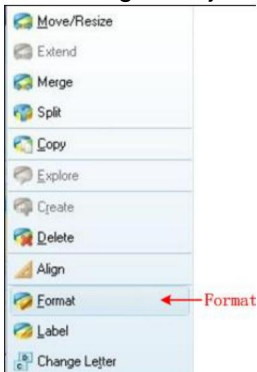 Move/Resize
Extend
Merge
Split
Copy
Explore
Create
Delete
Align
Format Format
Label
Change Letter